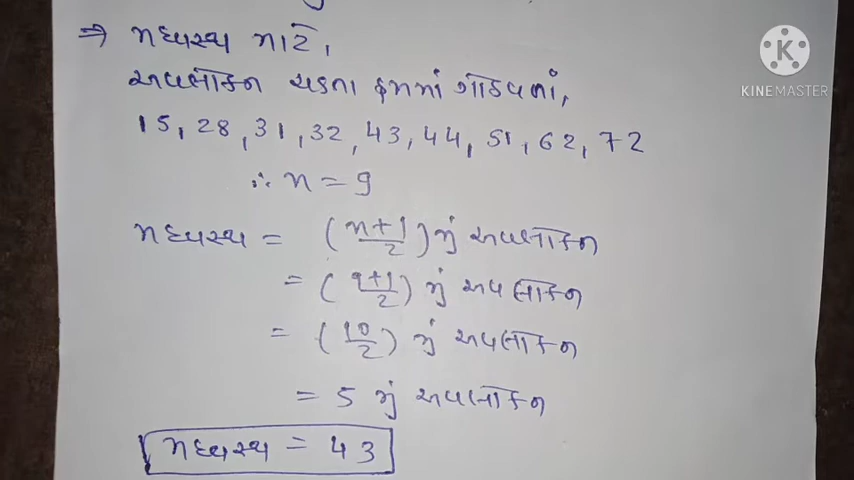 ⇒ મધ્યસ્થ માટે,
K
KINEMASTER
અવલોકન ચડતા ક્રમમાં ગોઠવતાં,
15, 28, 31, 32, 43, 44, 51, 62, 72
∴ n = 9
મધ્યસ્થ = (n+1/2) મું અવલોકન
= (9+1/2) મું અવલોકન
= (10/2) મું અવલોકન
= 5 મું અવલોકન
મધ્યસ્થ = 43